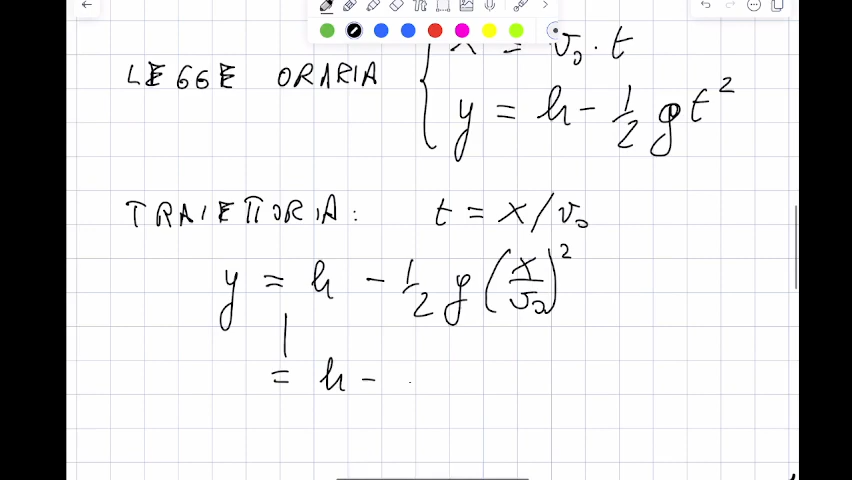 x = v₀ · t
LEGGE ORARIA
y = h - 1/2 g t²
TRAIETTORIA: t = x/v₀
y = h - 1/2 g (x/v₀)²
= h -